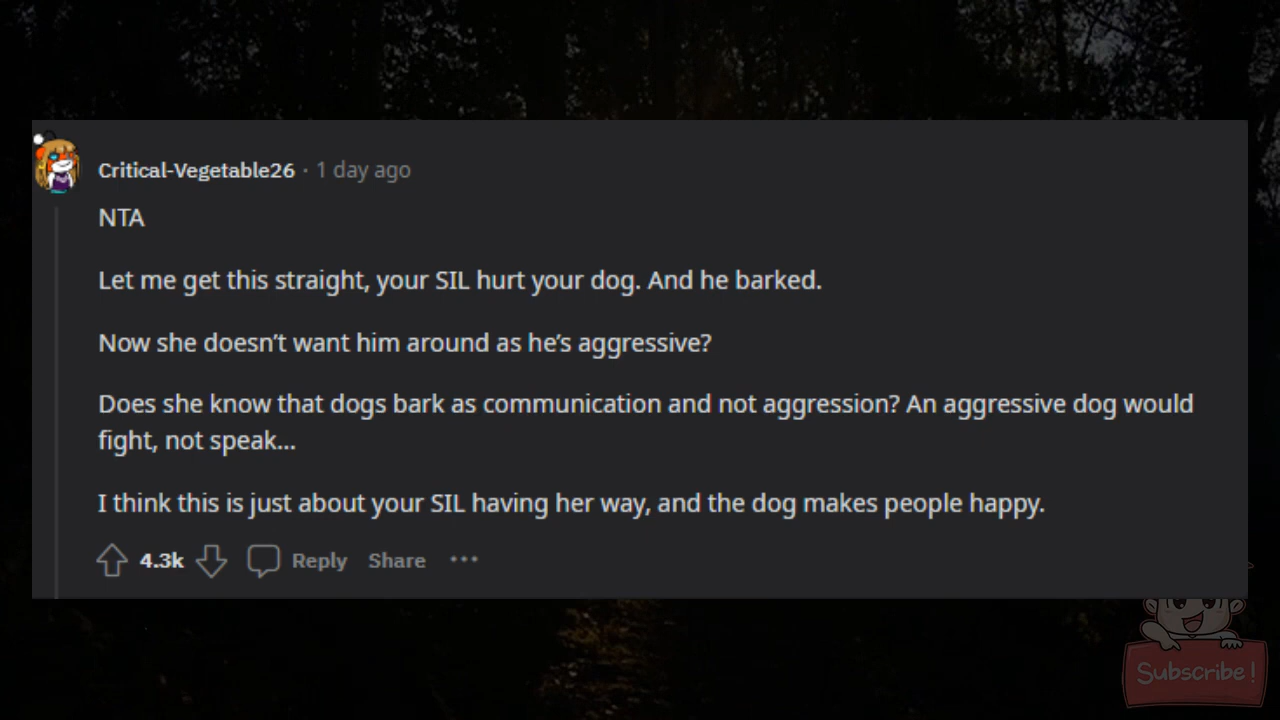 Critical-Vegetable26 · 1 day ago
NTA
Let me get this straight, your SIL hurt your dog. And he barked.
Now she doesn’t want him around as he’s aggressive?
Does she know that dogs bark as communication and not aggression? An aggressive dog would
fight, not speak...
I think this is just about your SIL having her way, and the dog makes people happy.
4.3k Reply Share ···
Subscribe!